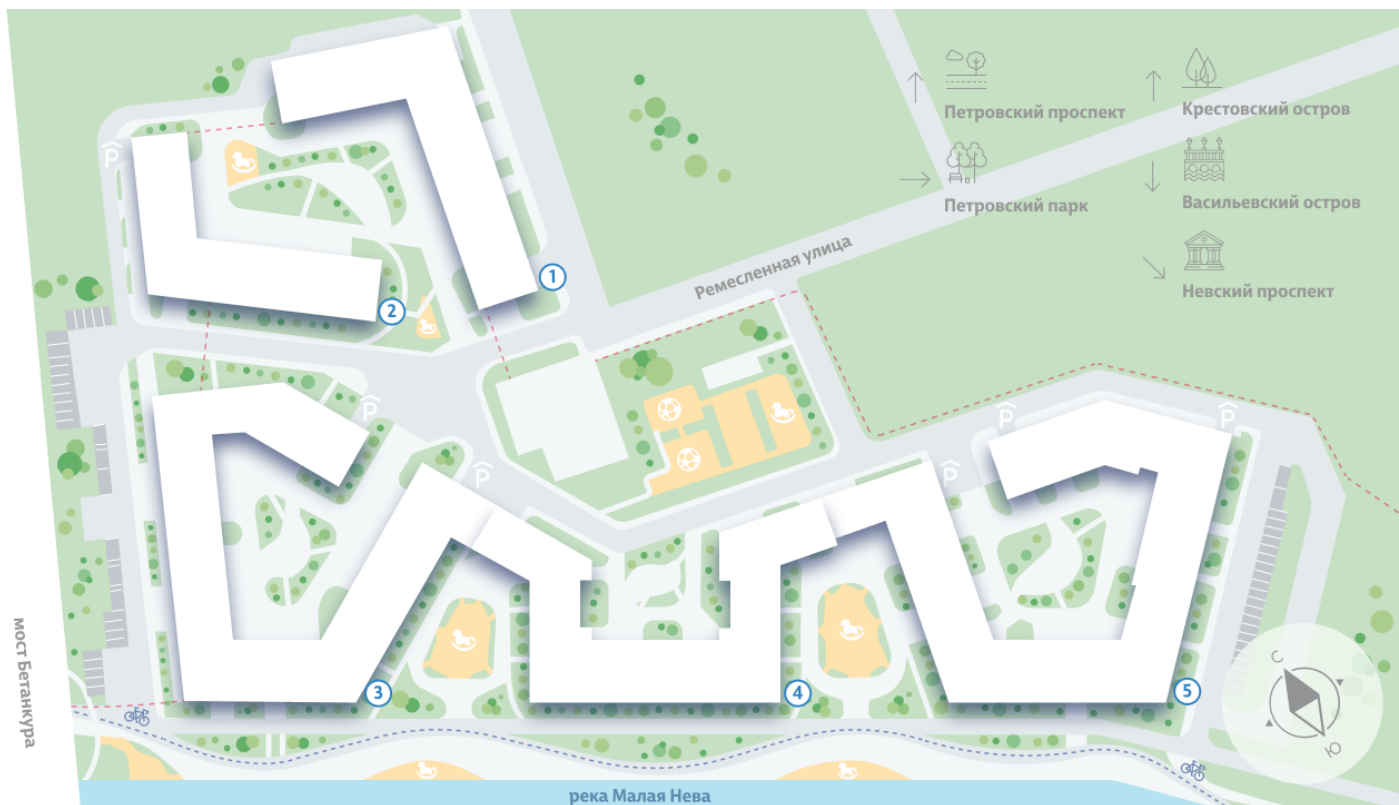 Петровский проспект
Крестовский остров
Петровский парк
Васильевский остров
Невский проспект
Ремесленная улица
P
P
P
P
P
P
1
2
3
4
5
мост Бетанкура
С
Ю
река Малая Нева